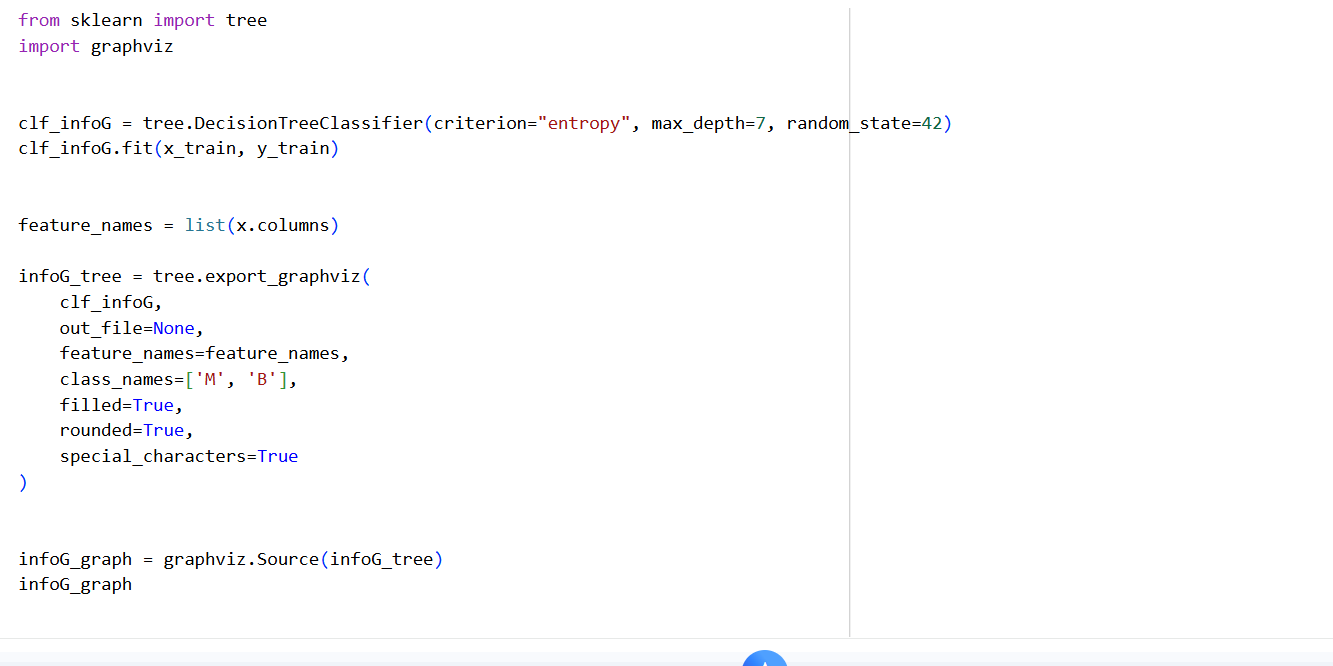 from sklearn import tree
import graphviz
clf_infoG = tree.DecisionTreeClassifier(criterion="entropy", max_depth=7, random_state=42)
clf_infoG.fit(x_train, y_train)
feature_names = list(x.columns)
infoG_tree = tree.export_graphviz(
    clf_infoG,
    out_file=None,
    feature_names=feature_names,
    class_names=['M', 'B'],
    filled=True,
    rounded=True,
    special_characters=True
)
infoG_graph = graphviz.Source(infoG_tree)
infoG_graph